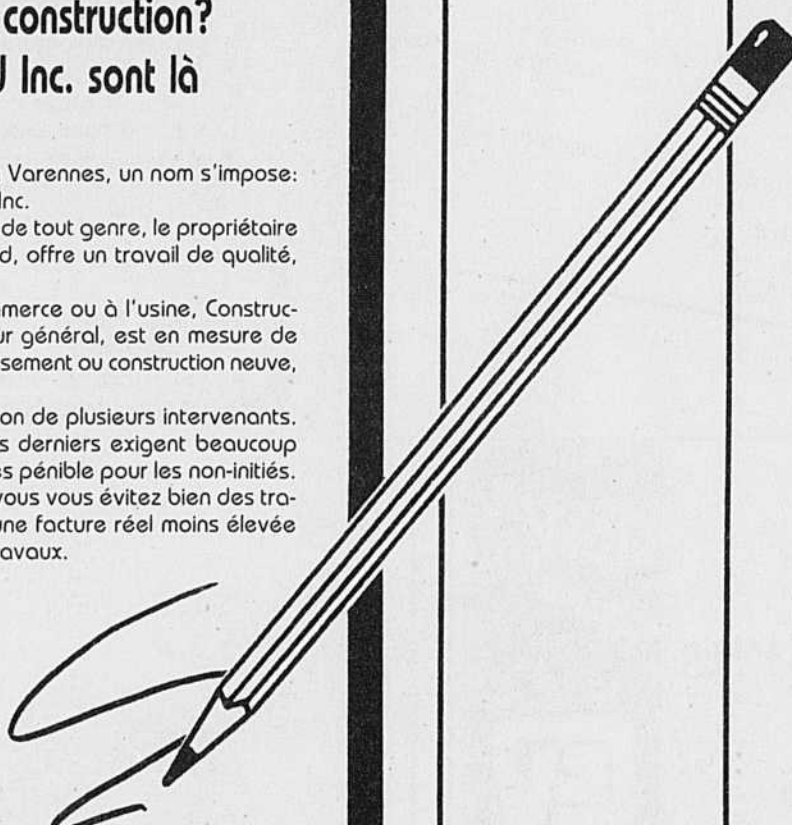 construction?
Inc. sont là
Varennes, un nom s'impose:
Inc.
de tout genre, le propriétaire
d, offre un travail de qualité,
merce ou à l'usine, Construc-
ur général, est en mesure de
sement ou construction neuve,
on de plusieurs intervenants.
s derniers exigent beaucoup
s pénible pour les non-initiés.
vous vous évitez bien des tra-
une facture réel moins élevée
avaux.